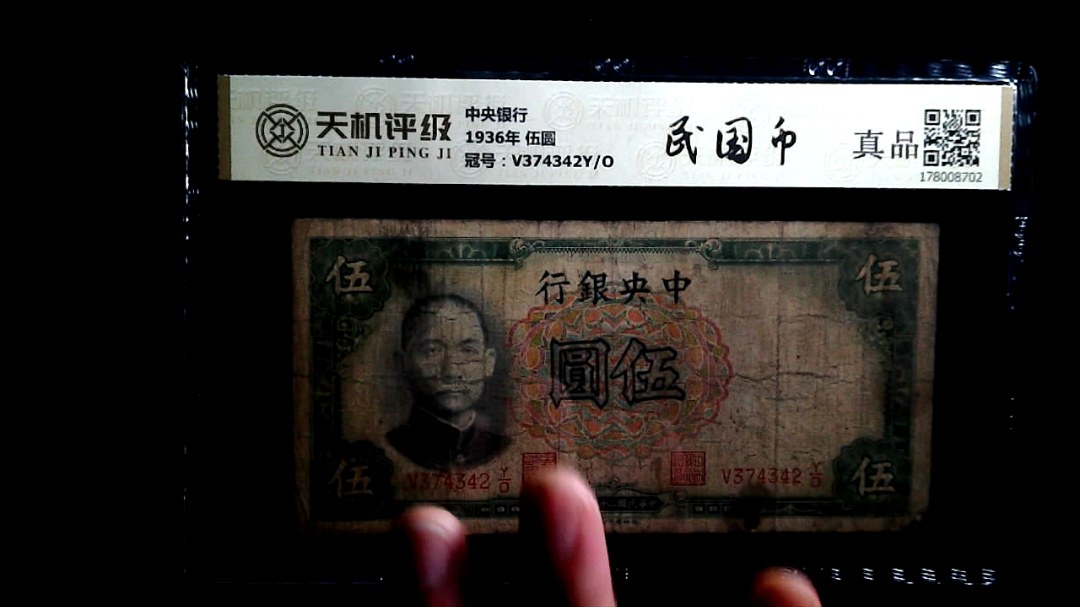 天机评级
TIAN JI PING JI
中央银行
1936年 伍圆
冠号：V374342Y/O
民国币
真品
178008702
伍
伍
行銀央中
圓伍
V374342 Y/O
V374342 Y/O
伍
伍